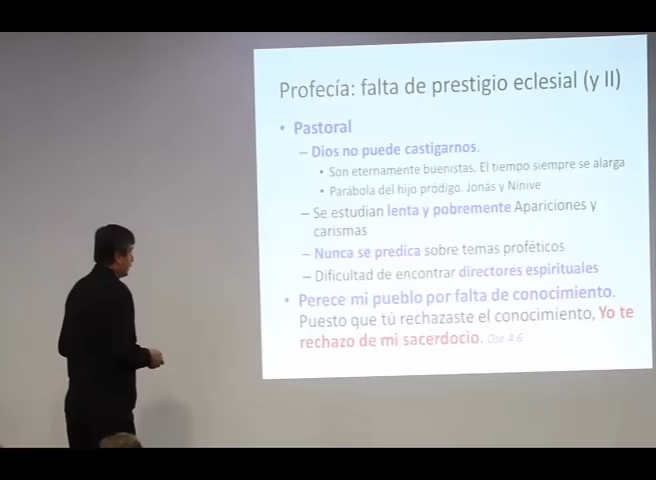 Profecía: falta de prestigio eclesial (y II)
• Pastoral
– Dios no puede castigarnos.
• Son eternamente buenistas. El tiempo siempre se alarga
• Parábola del hijo pródigo. Jonás y Nínive
– Se estudian lenta y pobremente Apariciones y
carismas
– Nunca se predica sobre temas proféticos
– Dificultad de encontrar directores espirituales
• Perece mi pueblo por falta de conocimiento.
Puesto que tú rechazaste el conocimiento, Yo te
rechazo de mi sacerdocio. Ose 4-6